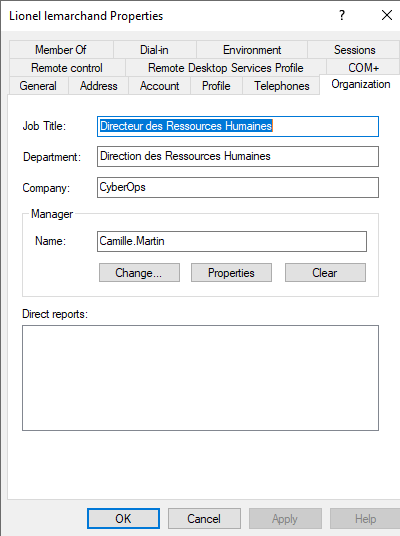 Lionel lemarchand Properties
?
Member Of Dial-in Environment Sessions
Remote control Remote Desktop Services Profile COM+
General Address Account Profile Telephones Organization
Job Title: Directeur des Ressources Humaines
Department: Direction des Ressources Humaines
Company: CyberOps
Manager
Name: Camille.Martin
Change... Properties Clear
Direct reports:
OK Cancel Apply Help